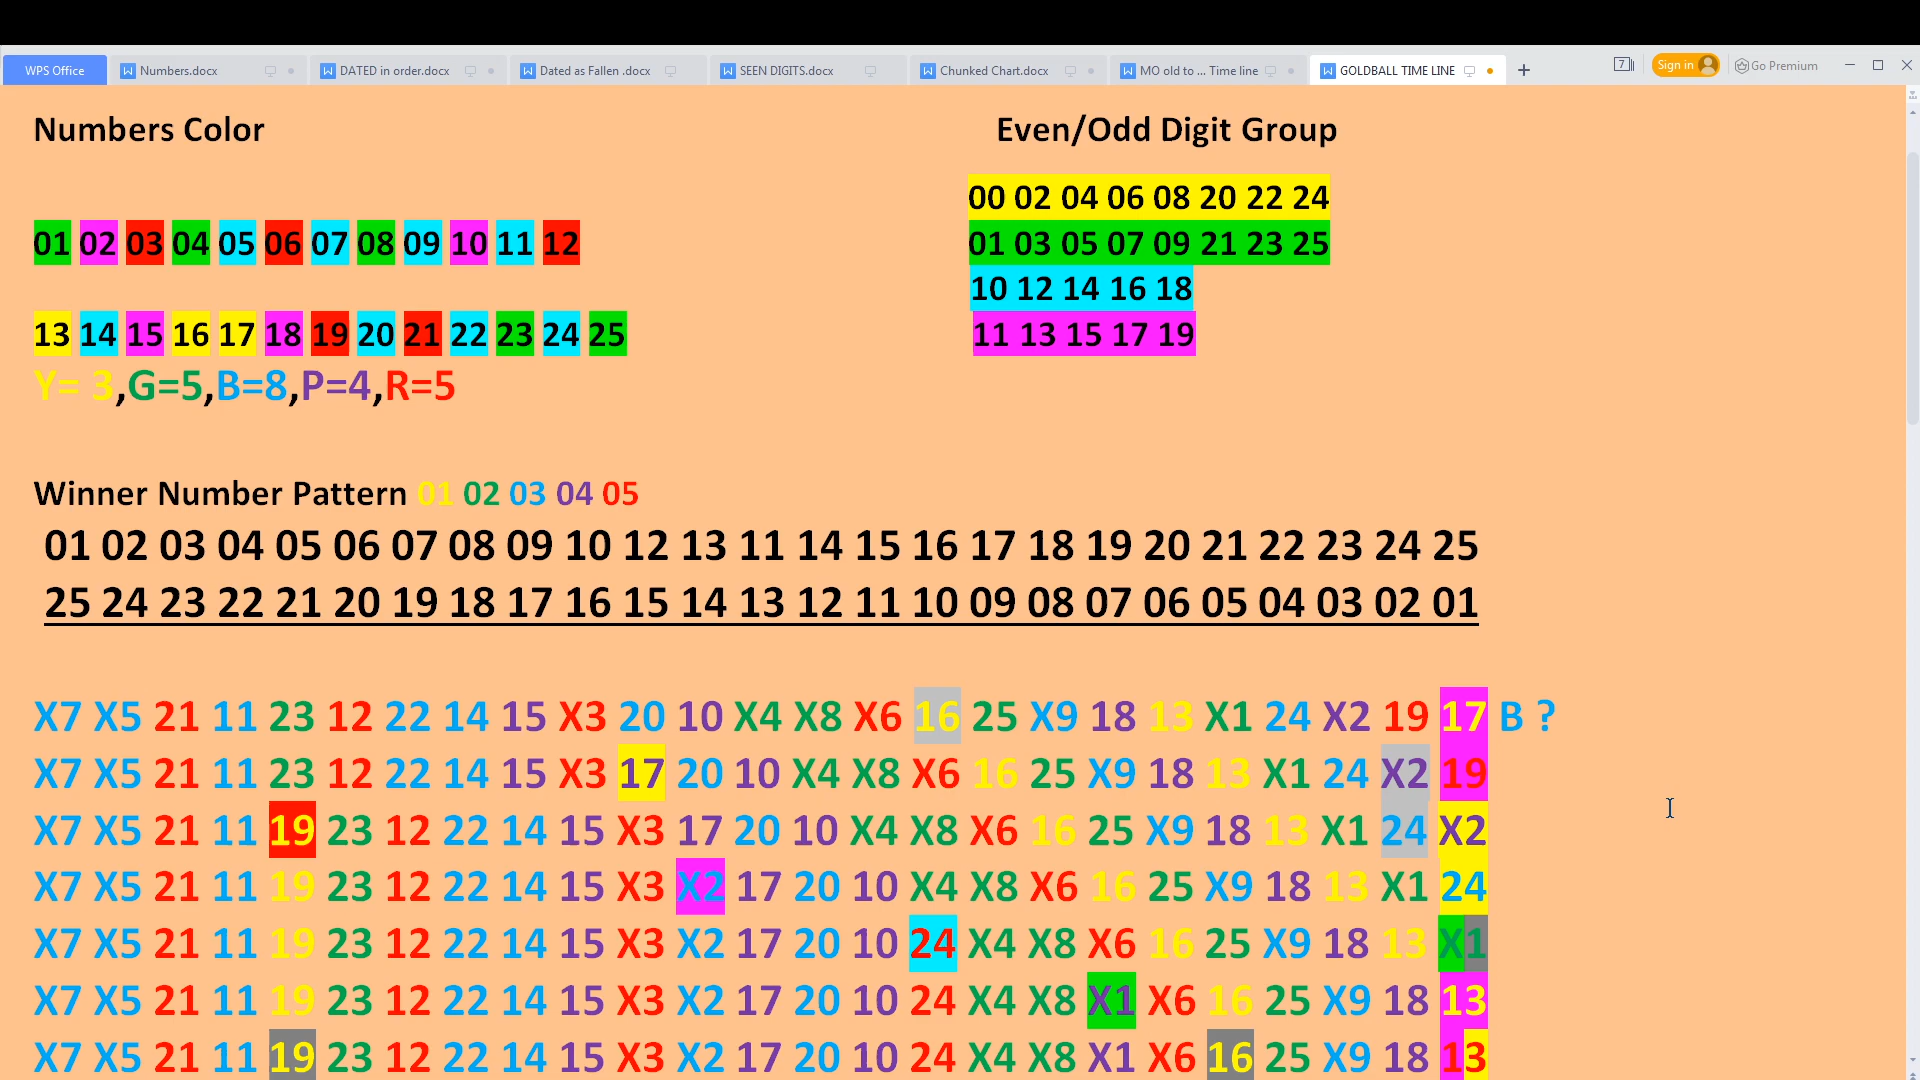 WPS Office Numbers.docx DATED in order.docx Dated as Fallen .docx SEEN DIGITS.docx Chunked Chart.docx MO old to ... Time line GOLDBALL TIME LINE + 7 Sign in Go Premium
Numbers Color
Even/Odd Digit Group
00 02 04 06 08 20 22 24
01 02 03 04 05 06 07 08 09 10 11 12
01 03 05 07 09 21 23 25
10 12 14 16 18
13 14 15 16 17 18 19 20 21 22 23 24 25
11 13 15 17 19
Y= 3,G=5,B=8,P=4,R=5
Winner Number Pattern 01 02 03 04 05
01 02 03 04 05 06 07 08 09 10 12 13 11 14 15 16 17 18 19 20 21 22 23 24 25
25 24 23 22 21 20 19 18 17 16 15 14 13 12 11 10 09 08 07 06 05 04 03 02 01
X7 X5 21 11 23 12 22 14 15 X3 20 10 X4 X8 X6 16 25 X9 18 13 X1 24 X2 19 17 B ?
X7 X5 21 11 23 12 22 14 15 X3 17 20 10 X4 X8 X6 16 25 X9 18 13 X1 24 X2 19
X7 X5 21 11 19 23 12 22 14 15 X3 17 20 10 X4 X8 X6 16 25 X9 18 13 X1 24 X2
X7 X5 21 11 19 23 12 22 14 15 X3 X2 17 20 10 X4 X8 X6 16 25 X9 18 13 X1 24
X7 X5 21 11 19 23 12 22 14 15 X3 X2 17 20 10 24 X4 X8 X6 16 25 X9 18 13 X1
X7 X5 21 11 19 23 12 22 14 15 X3 X2 17 20 10 24 X4 X8 X1 X6 16 25 X9 18 13
X7 X5 21 11 19 23 12 22 14 15 X3 X2 17 20 10 24 X4 X8 X1 X6 16 25 X9 18 13